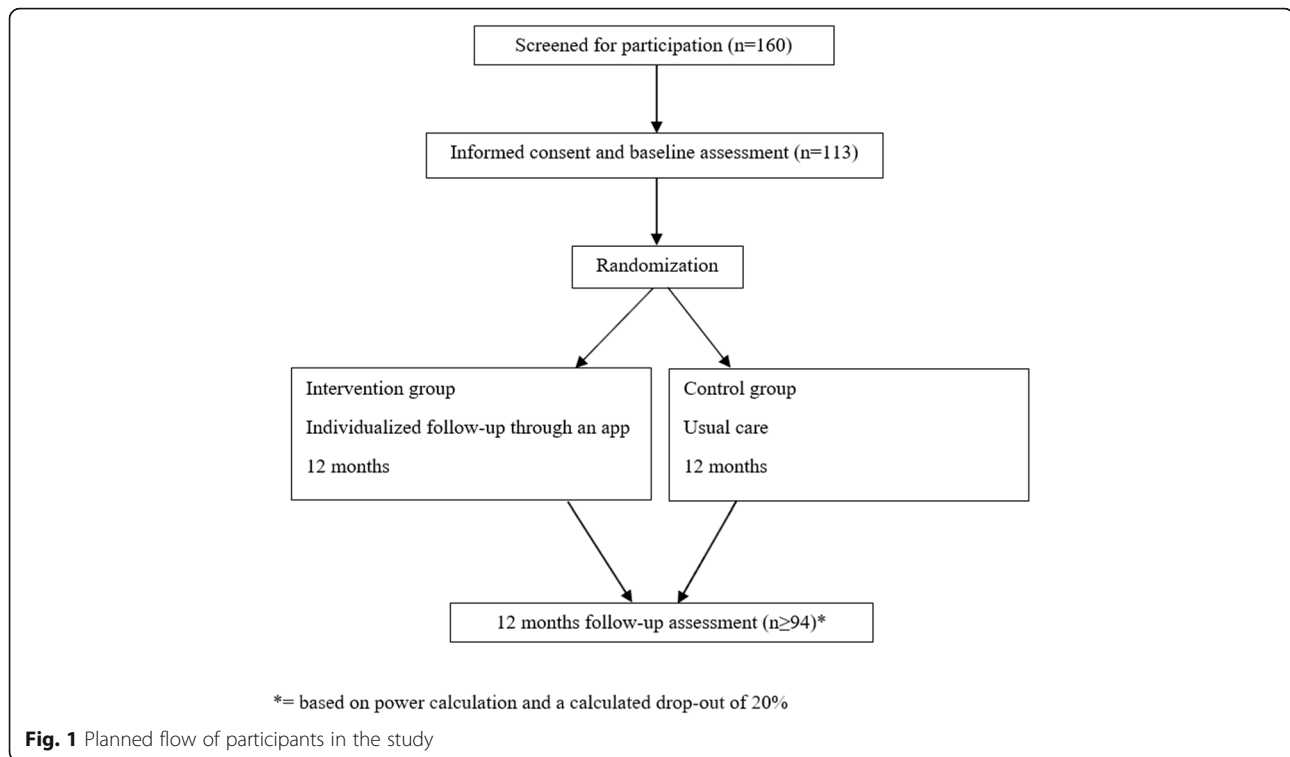 Screened for participation (n=160)
Informed consent and baseline assessment (n=113)
Randomization
Intervention group
Individualized follow-up through an app
12 months
Control group
Usual care
12 months
12 months follow-up assessment (n≥94)*
*= based on power calculation and a calculated drop-out of 20%
Fig. 1 Planned flow of participants in the study